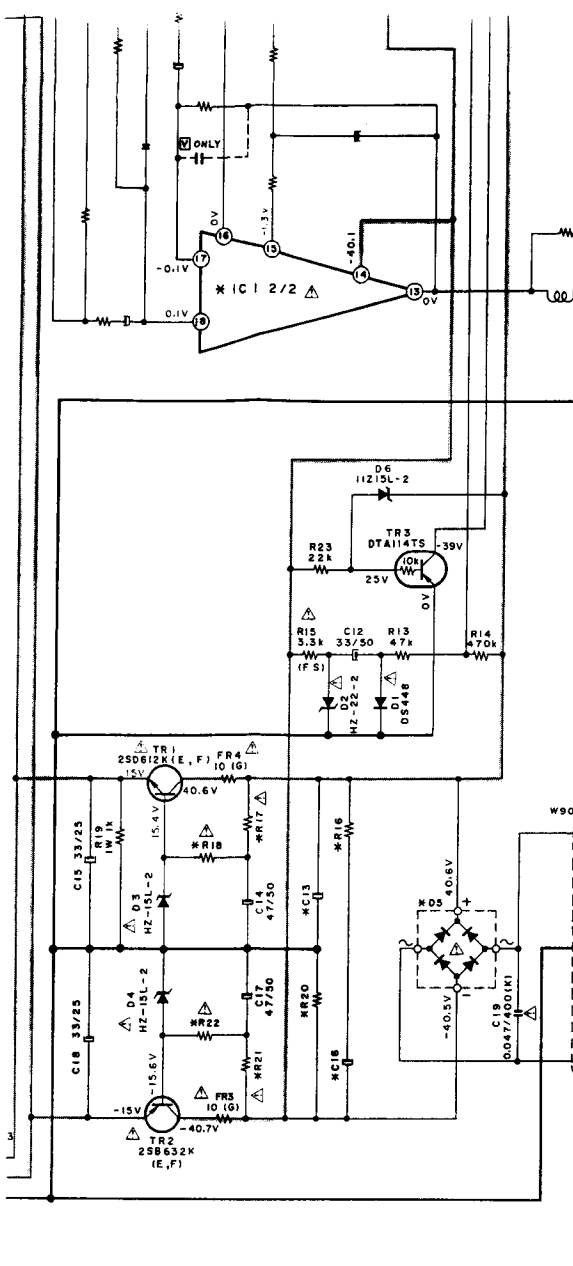 V ONLY
16
0V
15
-1.3V
-40.1
14
17
-0.1V
* IC 1 2/2
13
0V
18
0.1V
D6
11Z15L-2
TR3
DTA114TS
-39V
R23
22k
10k
25V
0V
R15
3.3k
(FS)
C12
33/50
R13
47k
R14
470k
D2
HZ-22-2
D1
DS448
TR1
2SD612K(E,F)
FR4
10 (G)
15V
40.6V
15.4V
*R17
*R16
*R18
R19
1W 1k
C15 33/25
D3
HZ-15L-2
C14
47/50
*C13
W90
40.6V
*D5
+
~
~
-
-40.5V
D4
HZ-15L-2
C17
47/50
*R20
*R22
C18 33/25
*R21
*C16
C19
0.047/400(K)
-15.6V
FR3
10 (G)
-15V
-40.7V
TR2
2SB632K
(E,F)
3